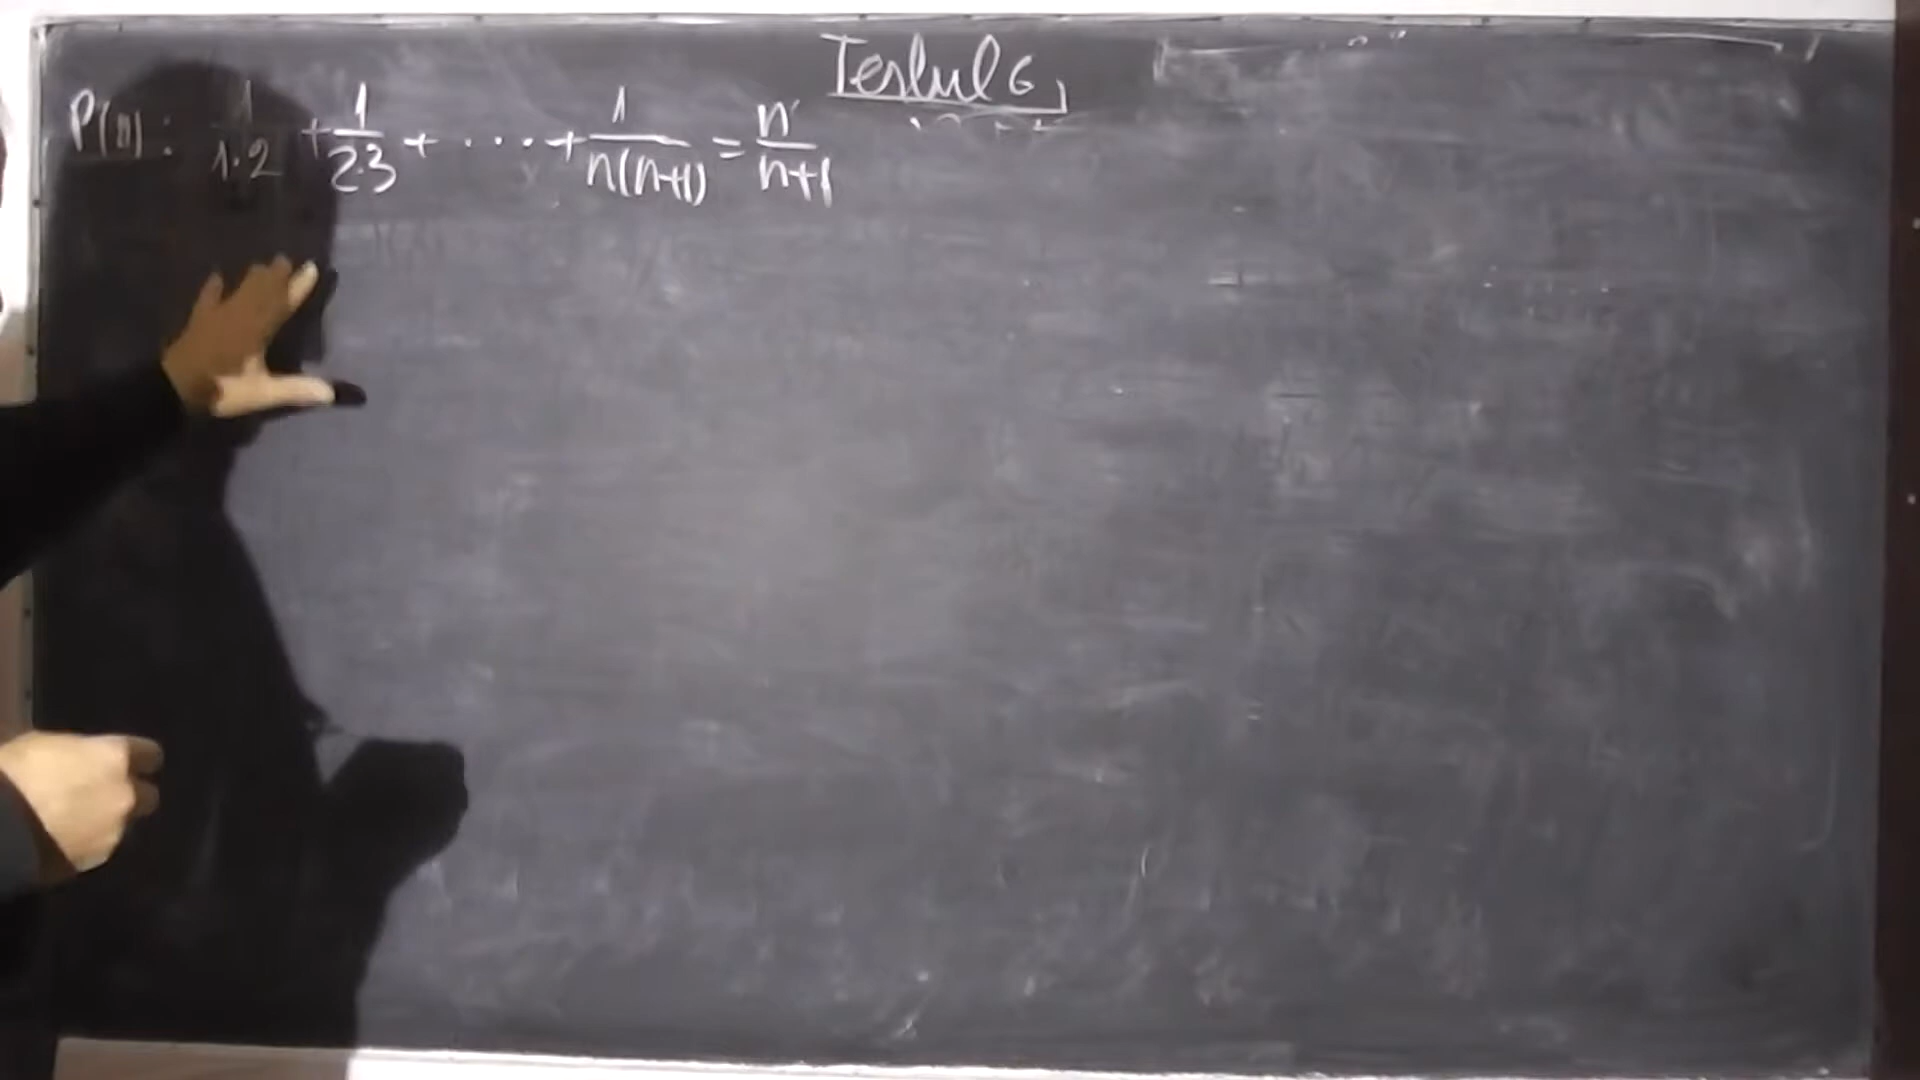 Testul 6
P(n): 1/1·2 + 1/2·3 + ··· + 1/n(n+1) = n/n+1